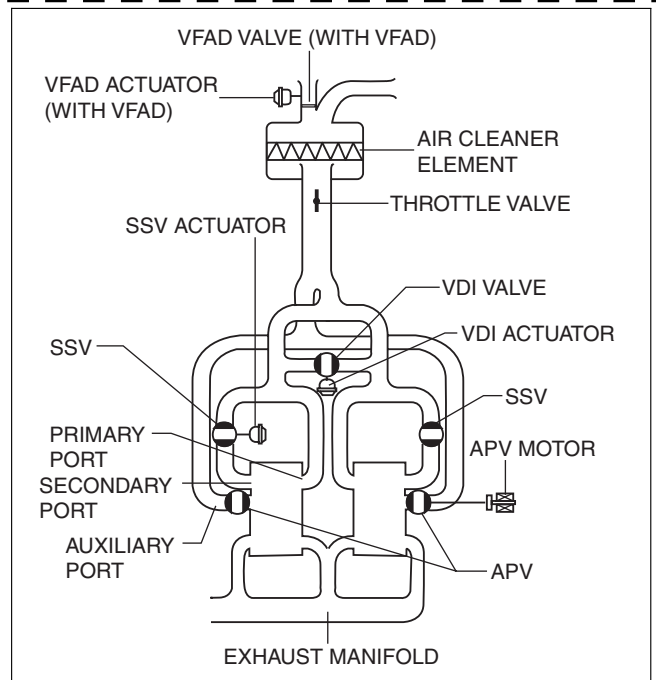 VFAD VALVE (WITH VFAD)
VFAD ACTUATOR
(WITH VFAD)
AIR CLEANER
ELEMENT
THROTTLE VALVE
SSV ACTUATOR
VDI VALVE
VDI ACTUATOR
SSV
SSV
PRIMARY
PORT
APV MOTOR
SECONDARY
PORT
AUXILIARY
PORT
APV
EXHAUST MANIFOLD